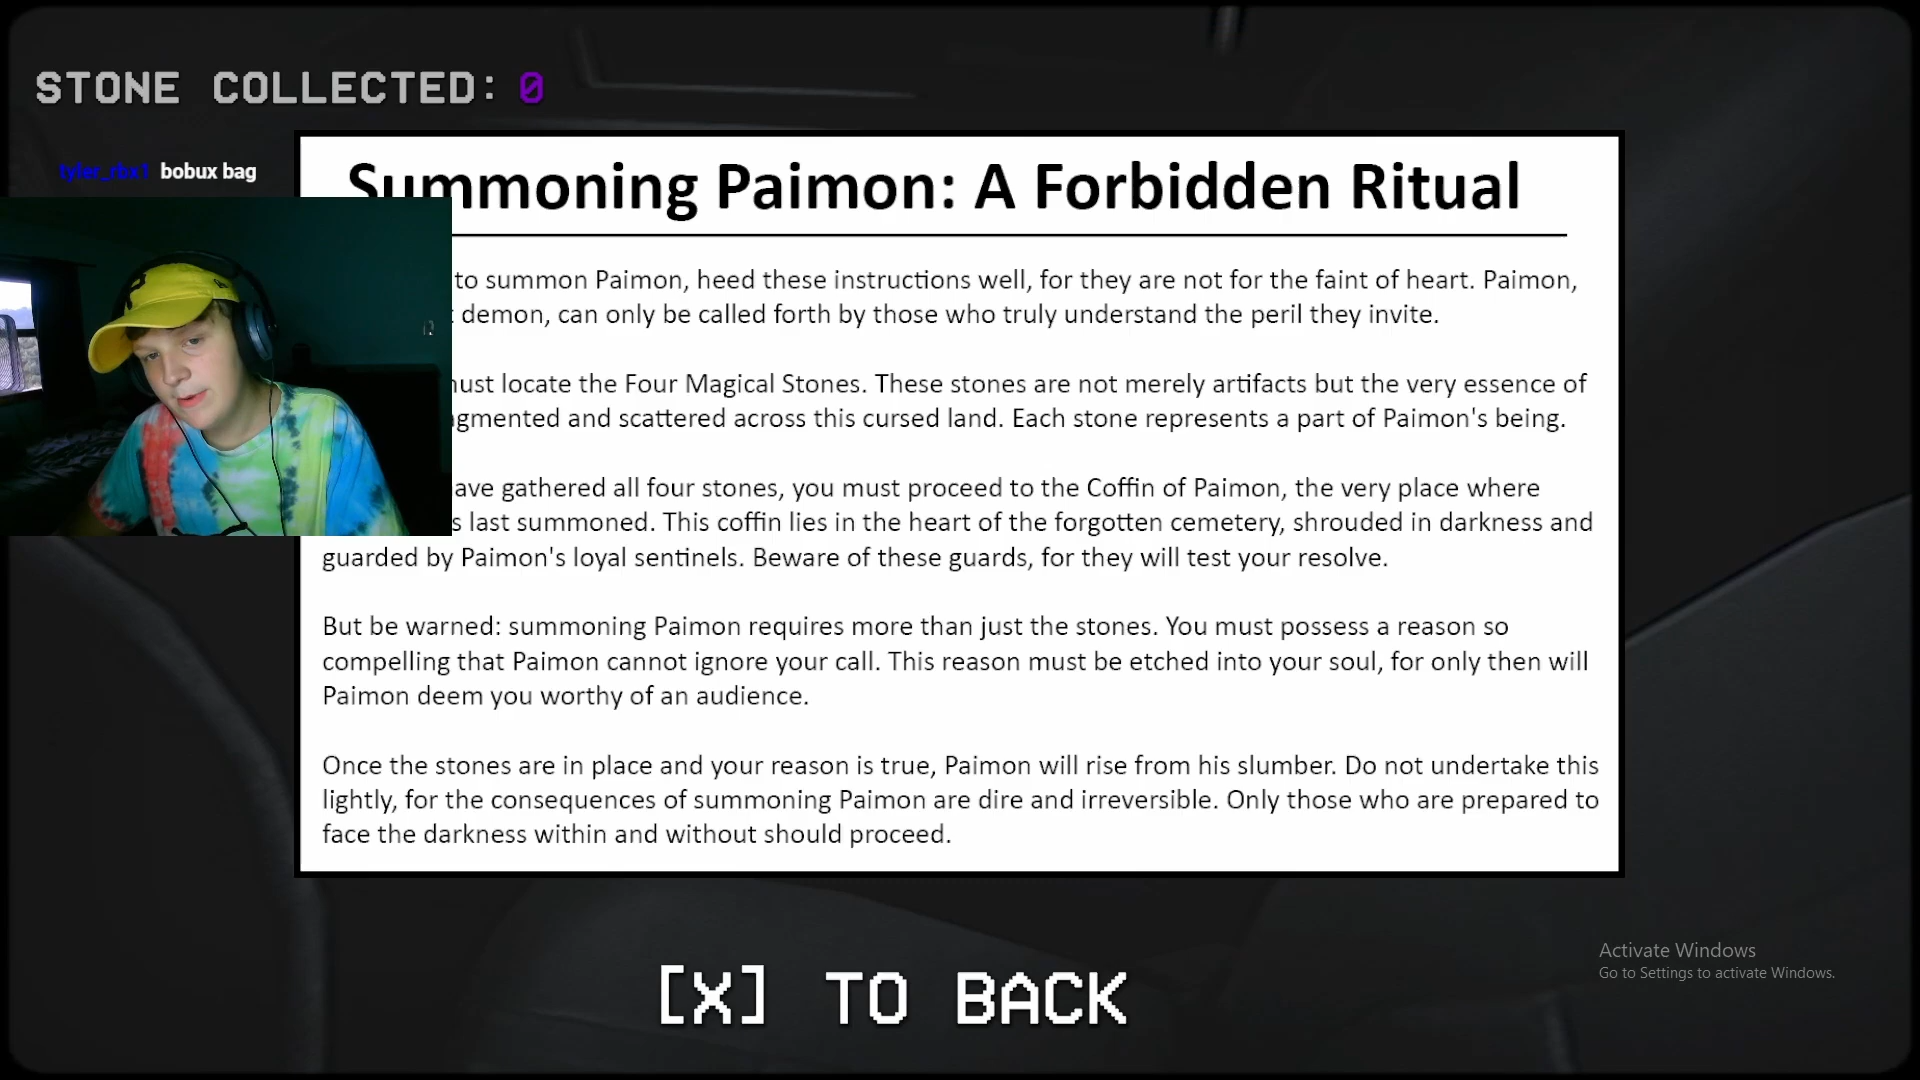 STONE COLLECTED: 0
tyler_rbx1 bobux bag
Summoning Paimon: A Forbidden Ritual
to summon Paimon, heed these instructions well, for they are not for the faint of heart. Paimon,
demon, can only be called forth by those who truly understand the peril they invite.
must locate the Four Magical Stones. These stones are not merely artifacts but the very essence of
gmented and scattered across this cursed land. Each stone represents a part of Paimon's being.
ave gathered all four stones, you must proceed to the Coffin of Paimon, the very place where
s last summoned. This coffin lies in the heart of the forgotten cemetery, shrouded in darkness and
guarded by Paimon's loyal sentinels. Beware of these guards, for they will test your resolve.
But be warned: summoning Paimon requires more than just the stones. You must possess a reason so
compelling that Paimon cannot ignore your call. This reason must be etched into your soul, for only then will
Paimon deem you worthy of an audience.
Once the stones are in place and your reason is true, Paimon will rise from his slumber. Do not undertake this
lightly, for the consequences of summoning Paimon are dire and irreversible. Only those who are prepared to
face the darkness within and without should proceed.
[X] TO BACK
Activate Windows
Go to Settings to activate Windows.